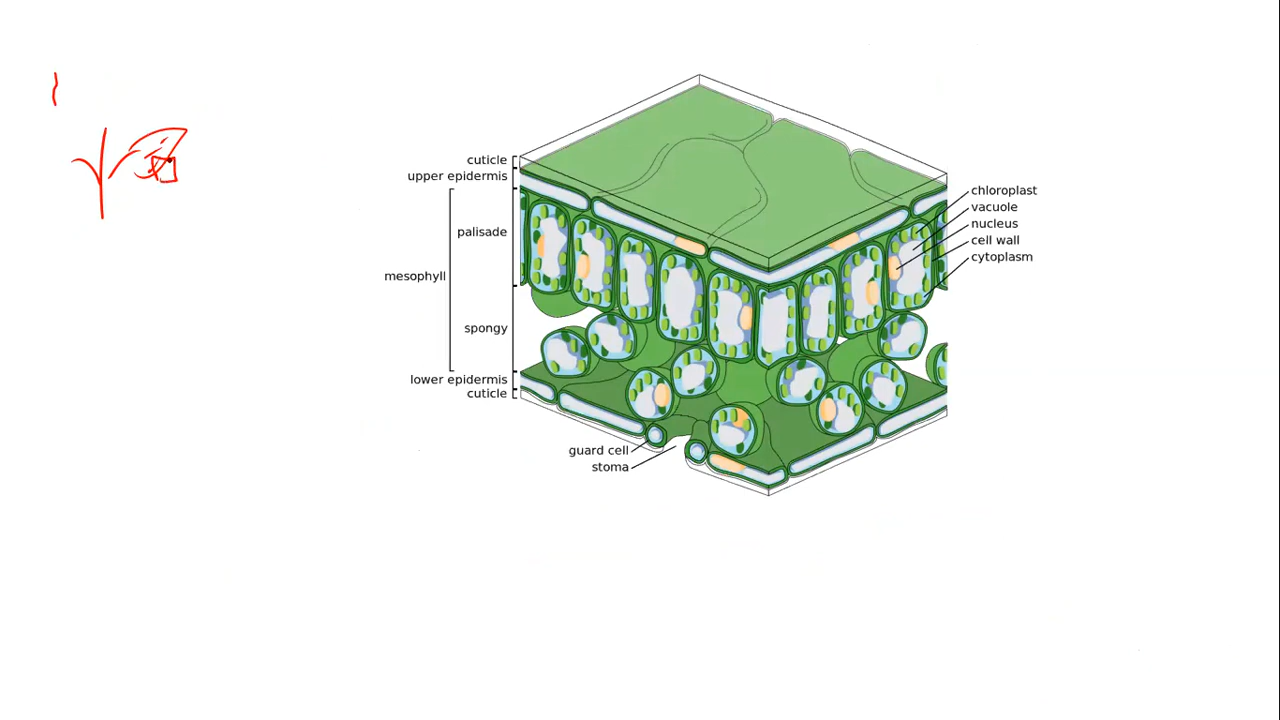 cuticle
upper epidermis
palisade
mesophyll
spongy
lower epidermis
cuticle
guard cell
stoma
chloroplast
vacuole
nucleus
cell wall
cytoplasm